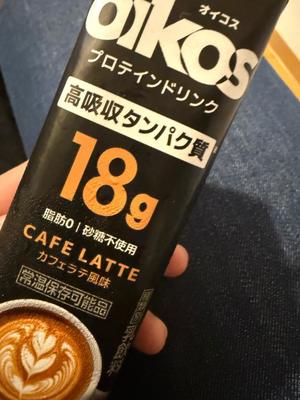 オイコス
oikos
プロテインドリンク
高吸収タンパク質
18g
脂肪0|砂糖不使用
CAFE LATTE
カフェラテ風味
常温保存可能品